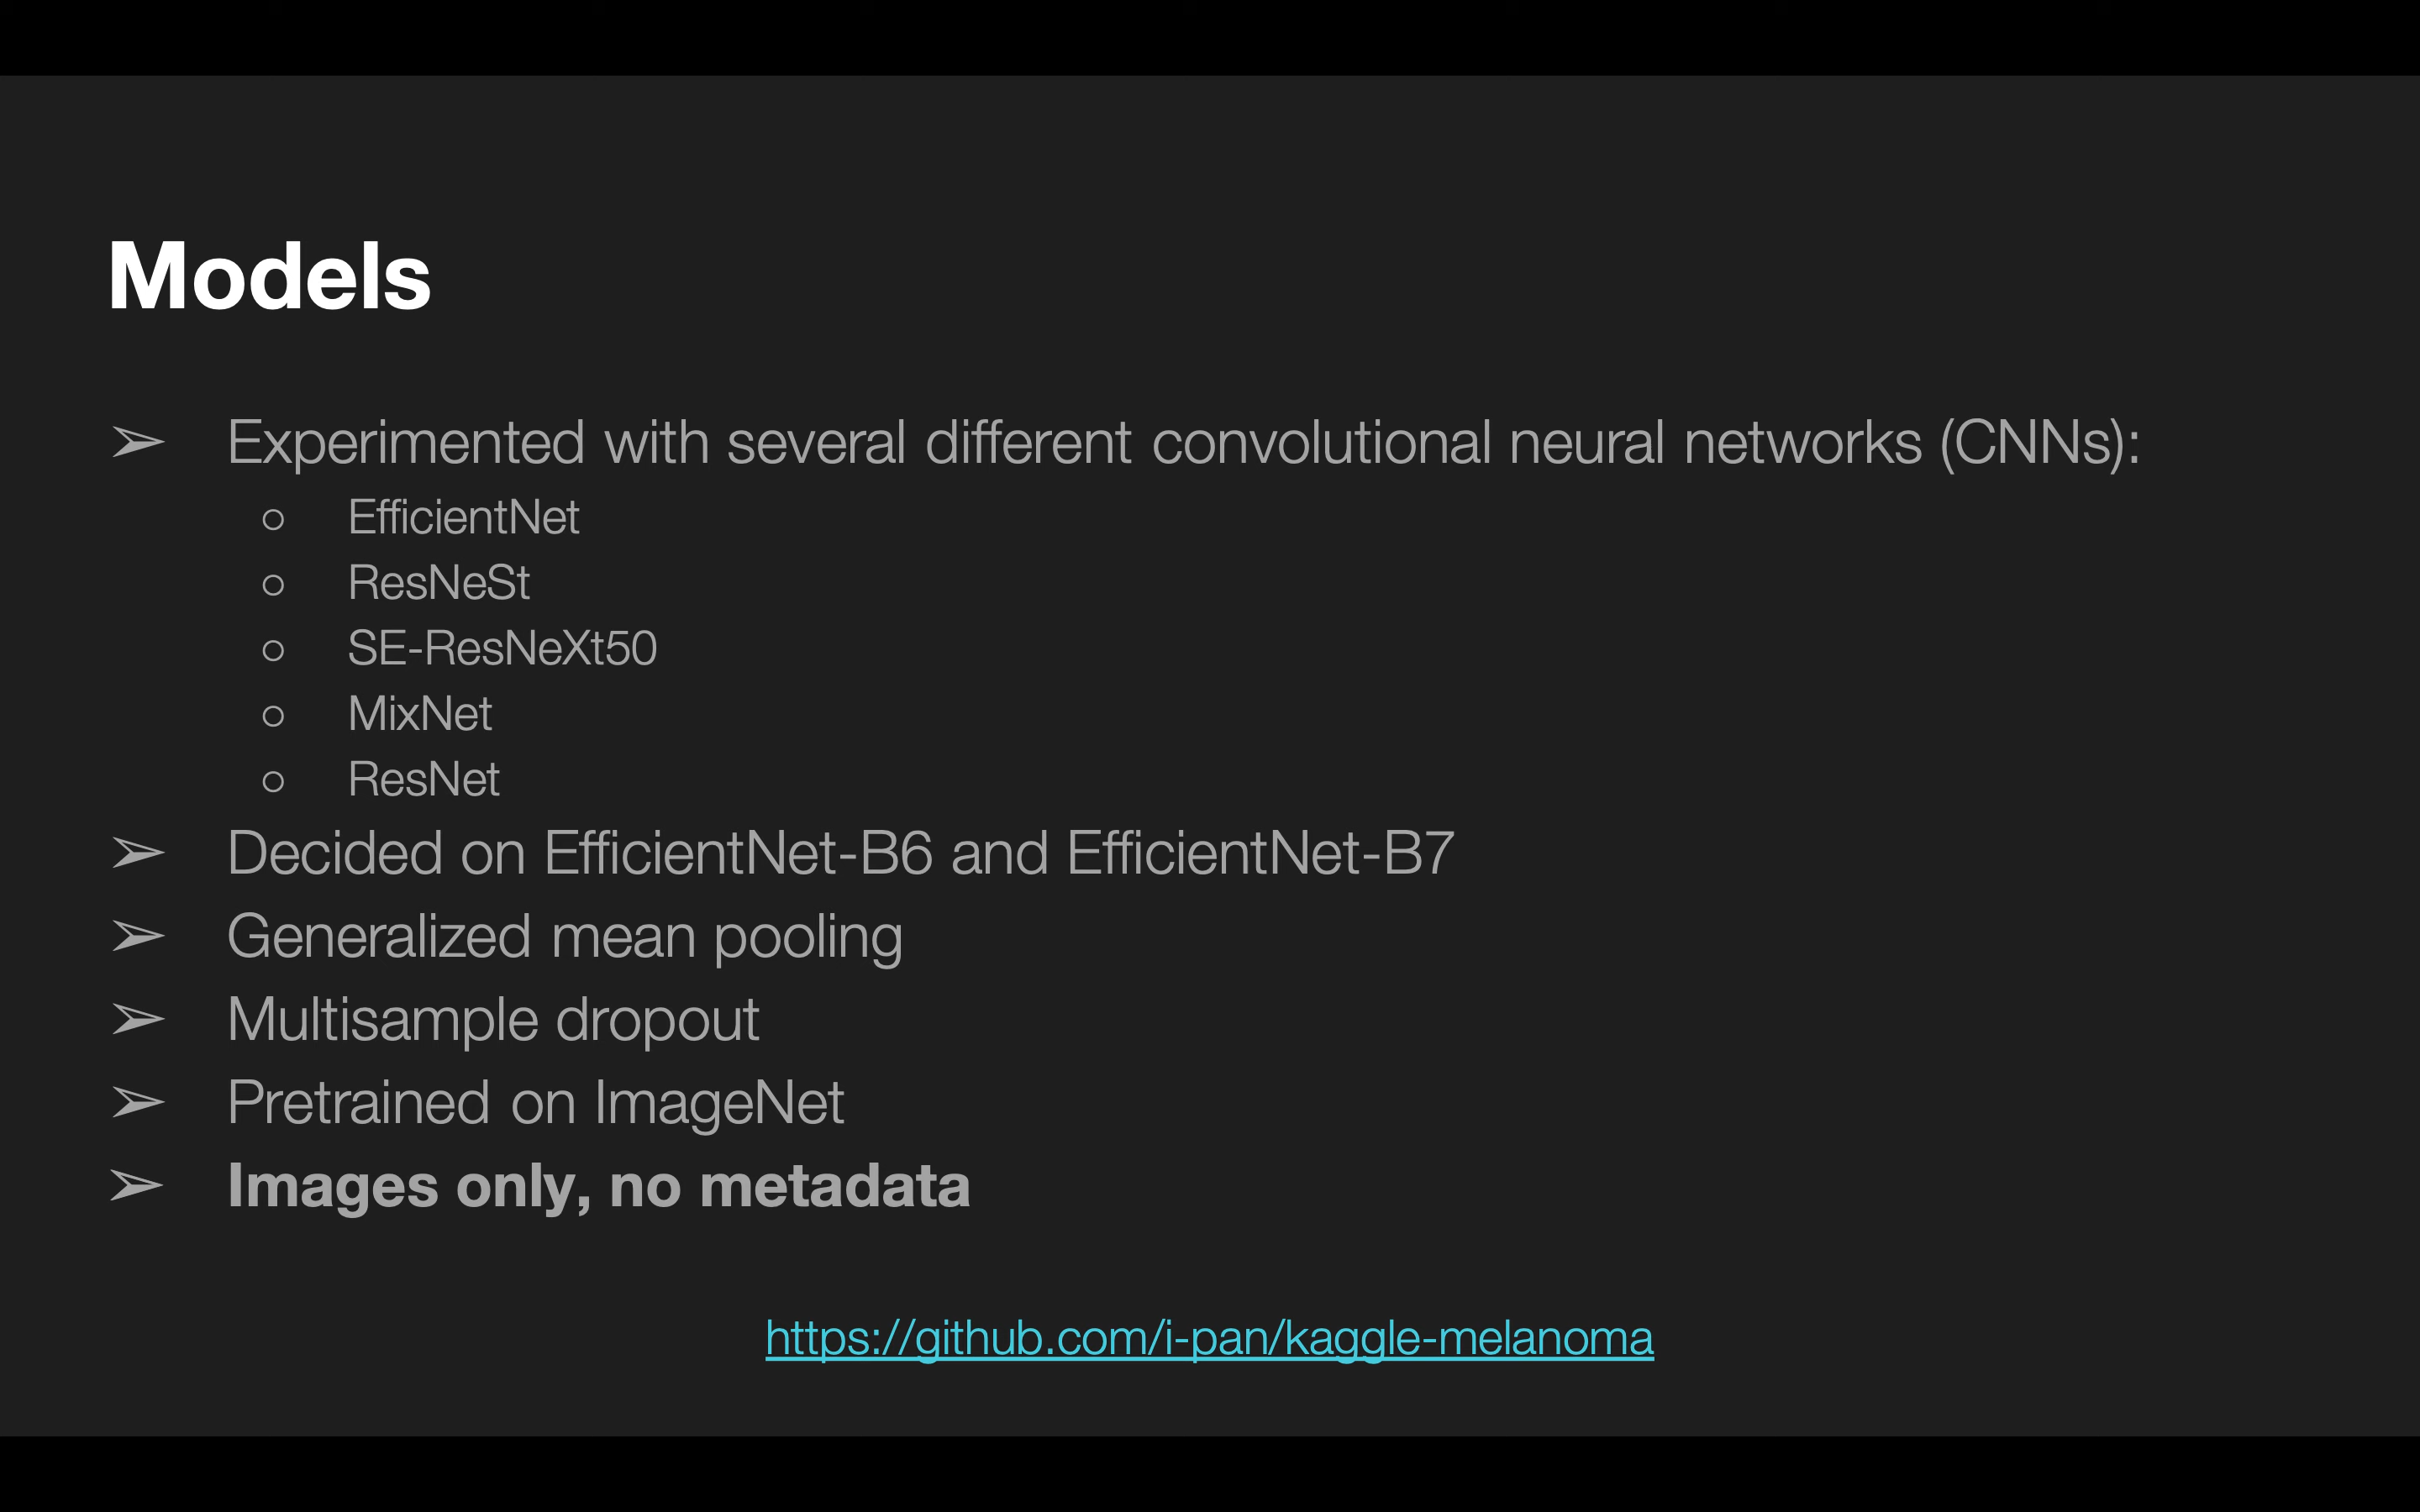 Models
➢ Experimented with several different convolutional neural networks (CNNs):
○ EfficientNet
○ ResNeSt
○ SE-ResNeXt50
○ MixNet
○ ResNet
➢ Decided on EfficientNet-B6 and EfficientNet-B7
➢ Generalized mean pooling
➢ Multisample dropout
➢ Pretrained on ImageNet
➢ Images only, no metadata
https://github.com/i-pan/kaggle-melanoma